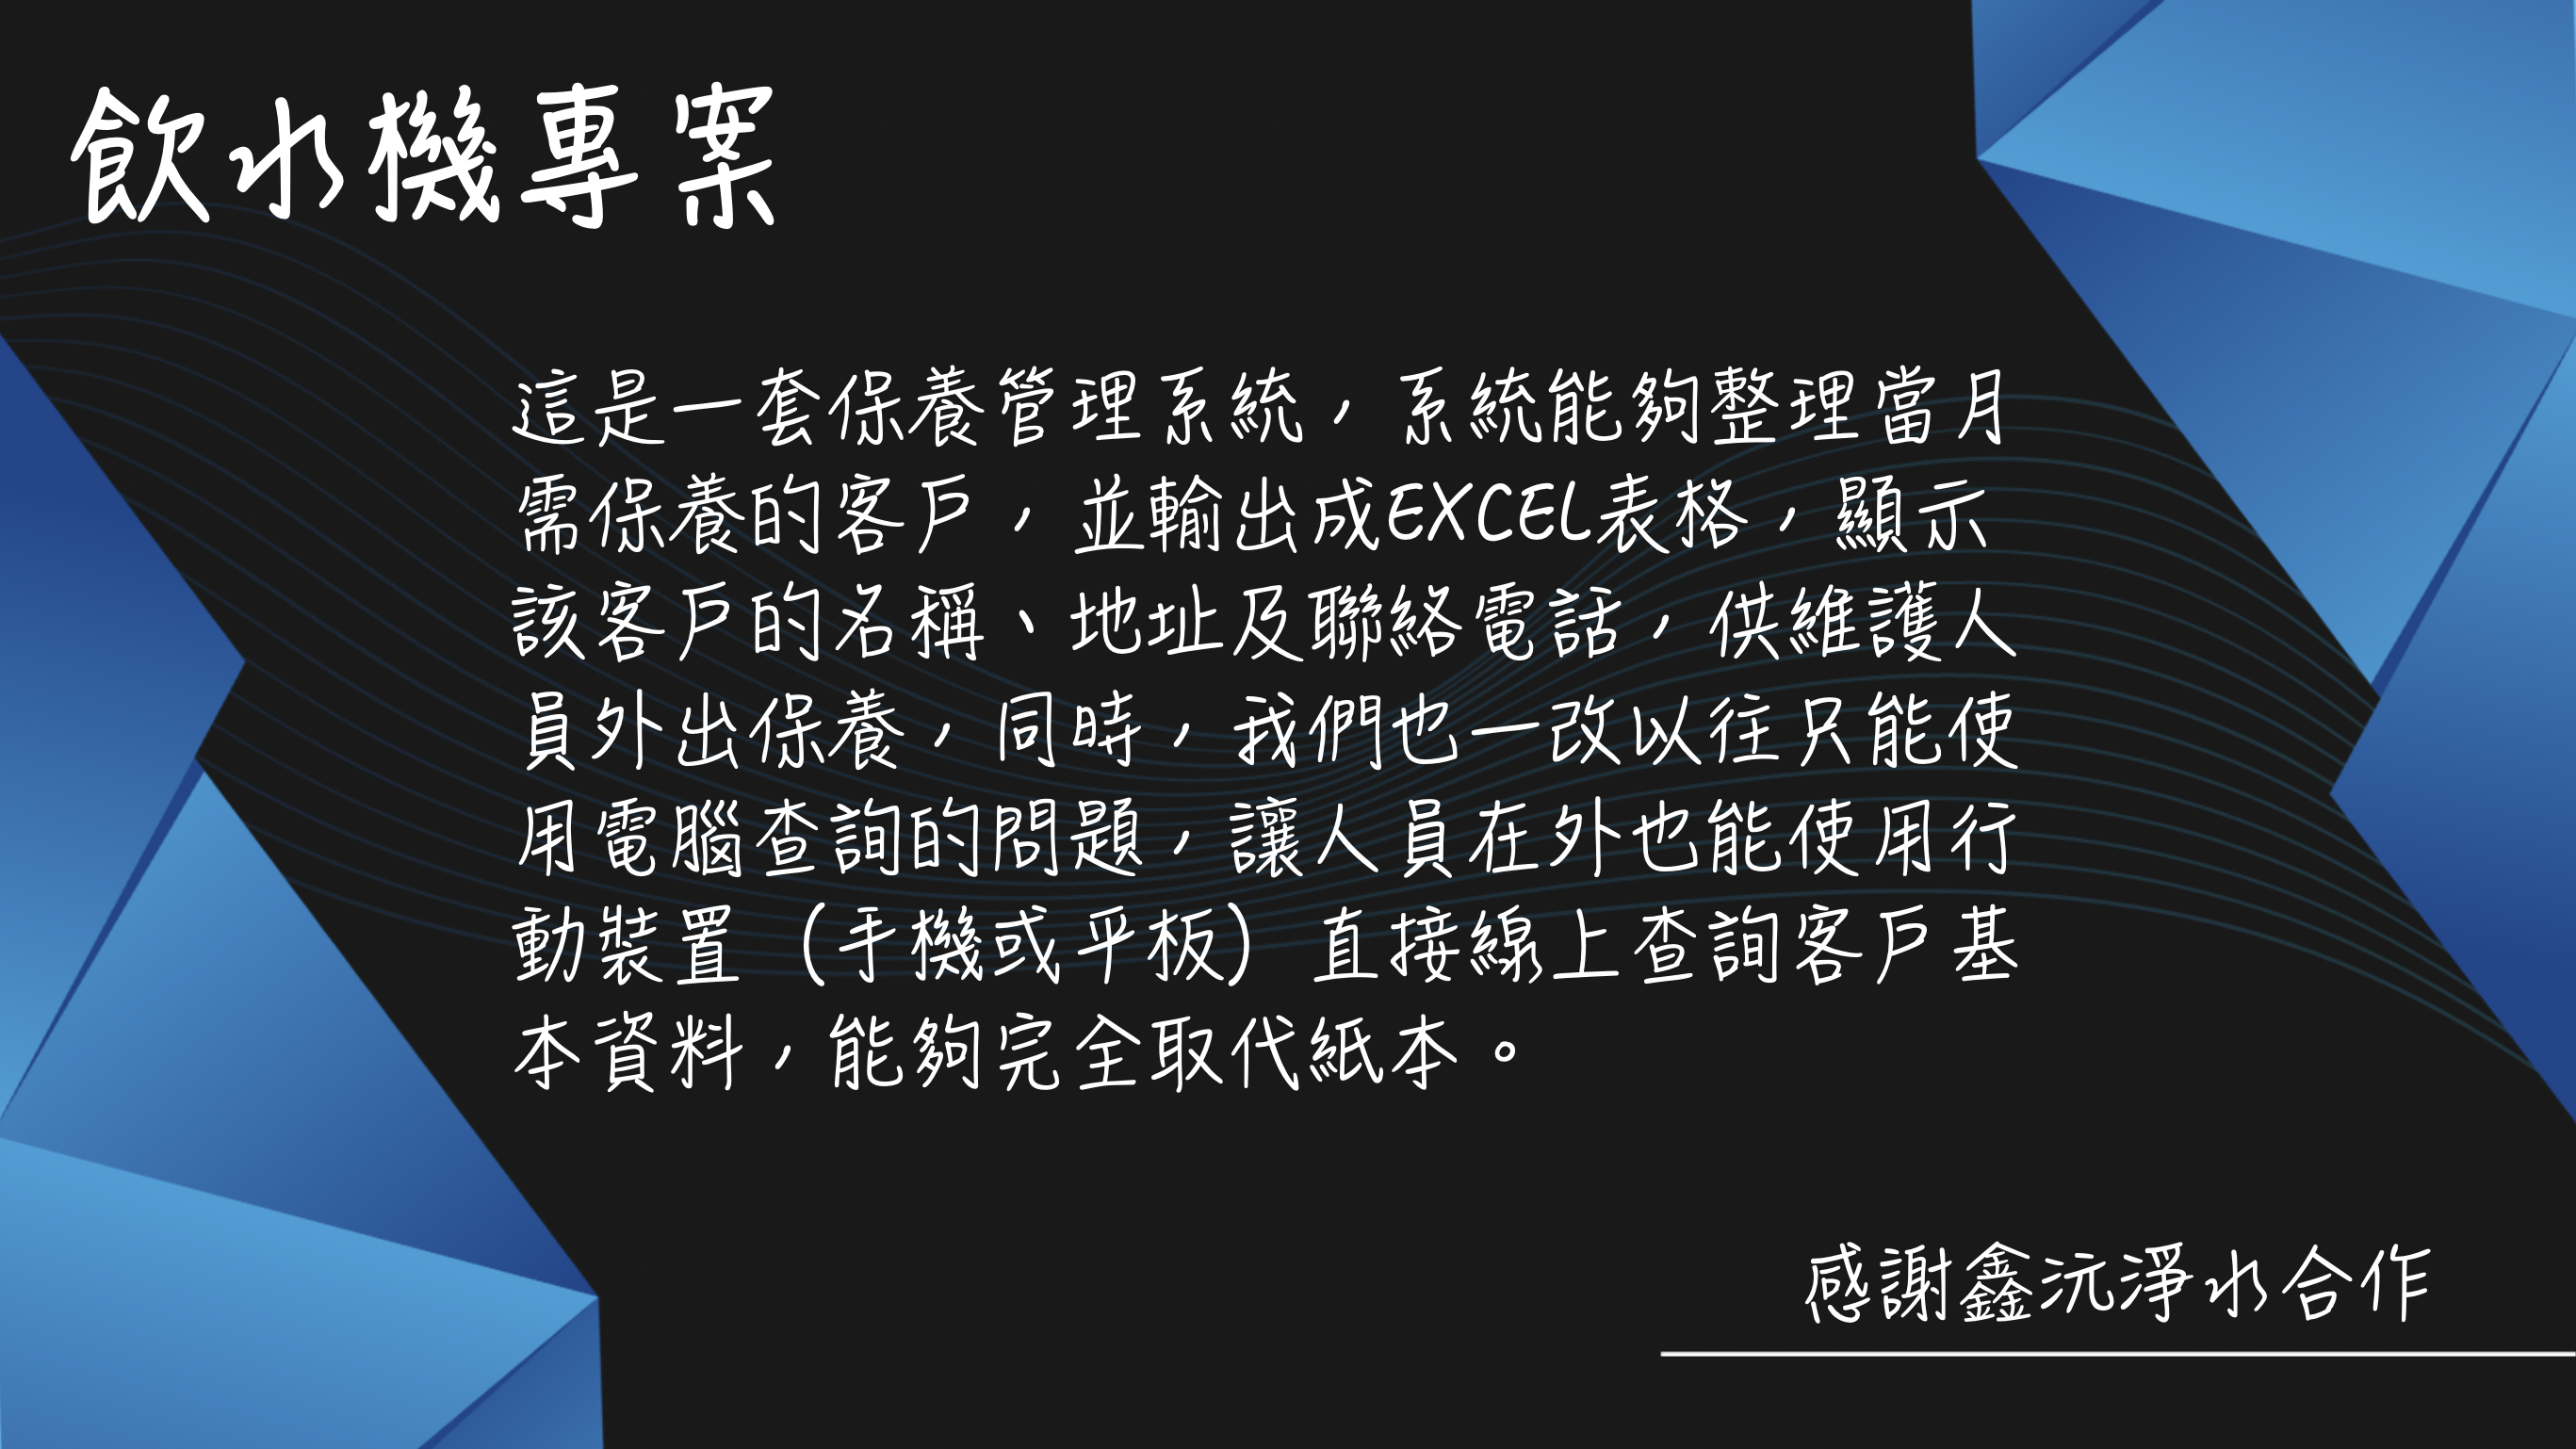 飲水機專案
這是一套保養管理系統，系統能夠整理當月
需保養的客戶，並輸出成EXCEL表格，顯示
該客戶的名稱、地址及聯絡電話，供維護人
員外出保養，同時，我們也一改以往只能使
用電腦查詢的問題，讓人員在外也能使用行
動裝置（手機或平板）直接線上查詢客戶基
本資料，能夠完全取代紙本。
感謝鑫沅淨水合作